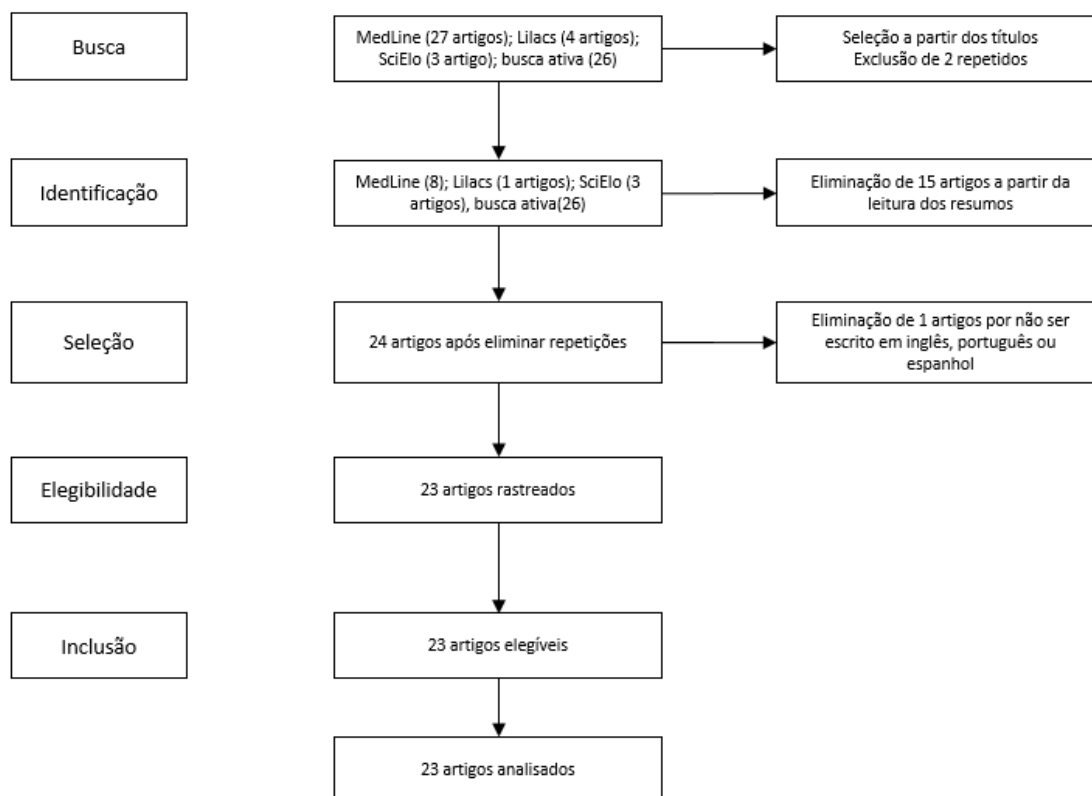 Busca
MedLine (27 artigos); Lilacs (4 artigos);
SciElo (3 artigo); busca ativa (26)
Seleção a partir dos títulos
Exclusão de 2 repetidos
Identificação
MedLine (8); Lilacs (1 artigos); SciElo (3
artigos), busca ativa(26)
Eliminação de 15 artigos a partir da
leitura dos resumos
Seleção
24 artigos após eliminar repetições
Eliminação de 1 artigos por não ser
escrito em inglês, português ou
espanhol
Elegibilidade
23 artigos rastreados
Inclusão
23 artigos elegíveis
23 artigos analisados